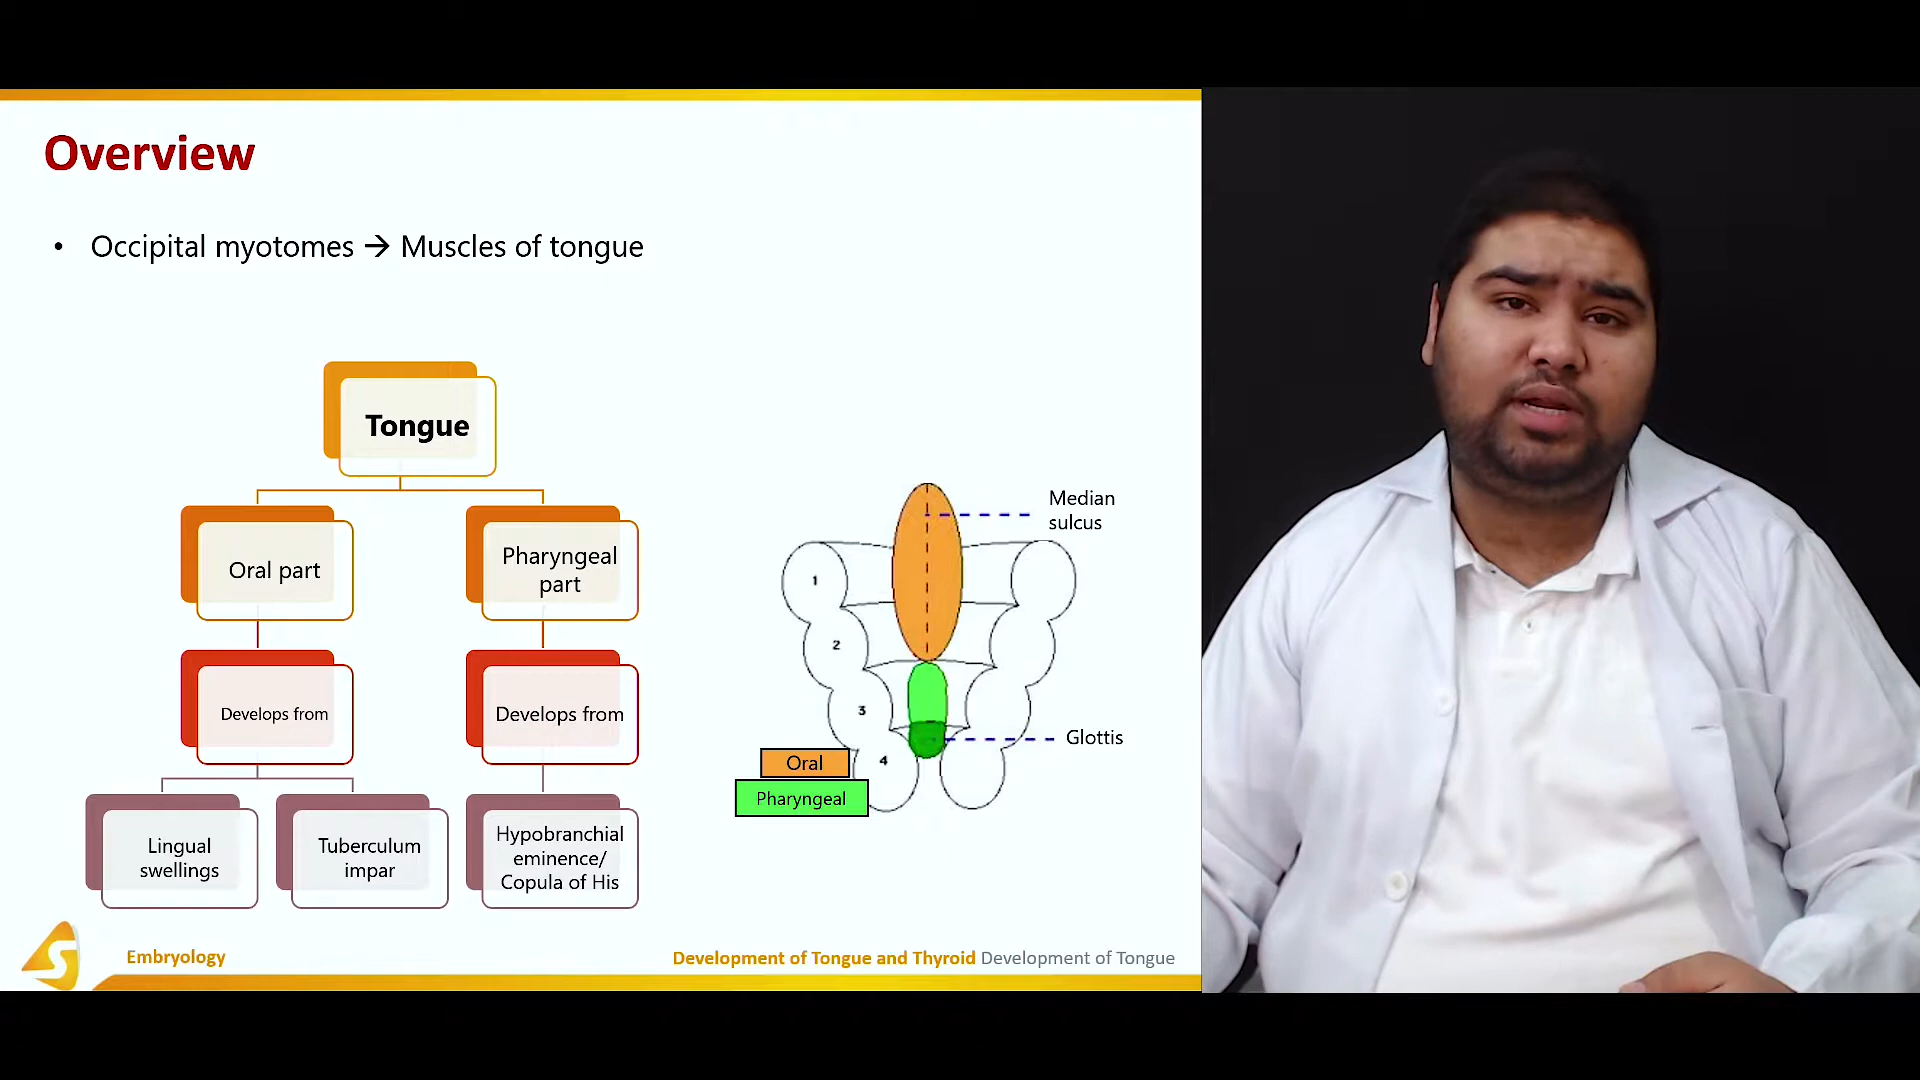 Overview
• Occipital myotomes → Muscles of tongue
Tongue
Oral part
Pharyngeal
part
Develops from
Develops from
Lingual
swellings
Tuberculum
impar
Hypobranchial
eminence/
Copula of His
Median
sulcus
1
2
3
4
Glottis
Oral
Pharyngeal
S
Embryology
Development of Tongue and Thyroid Development of Tongue